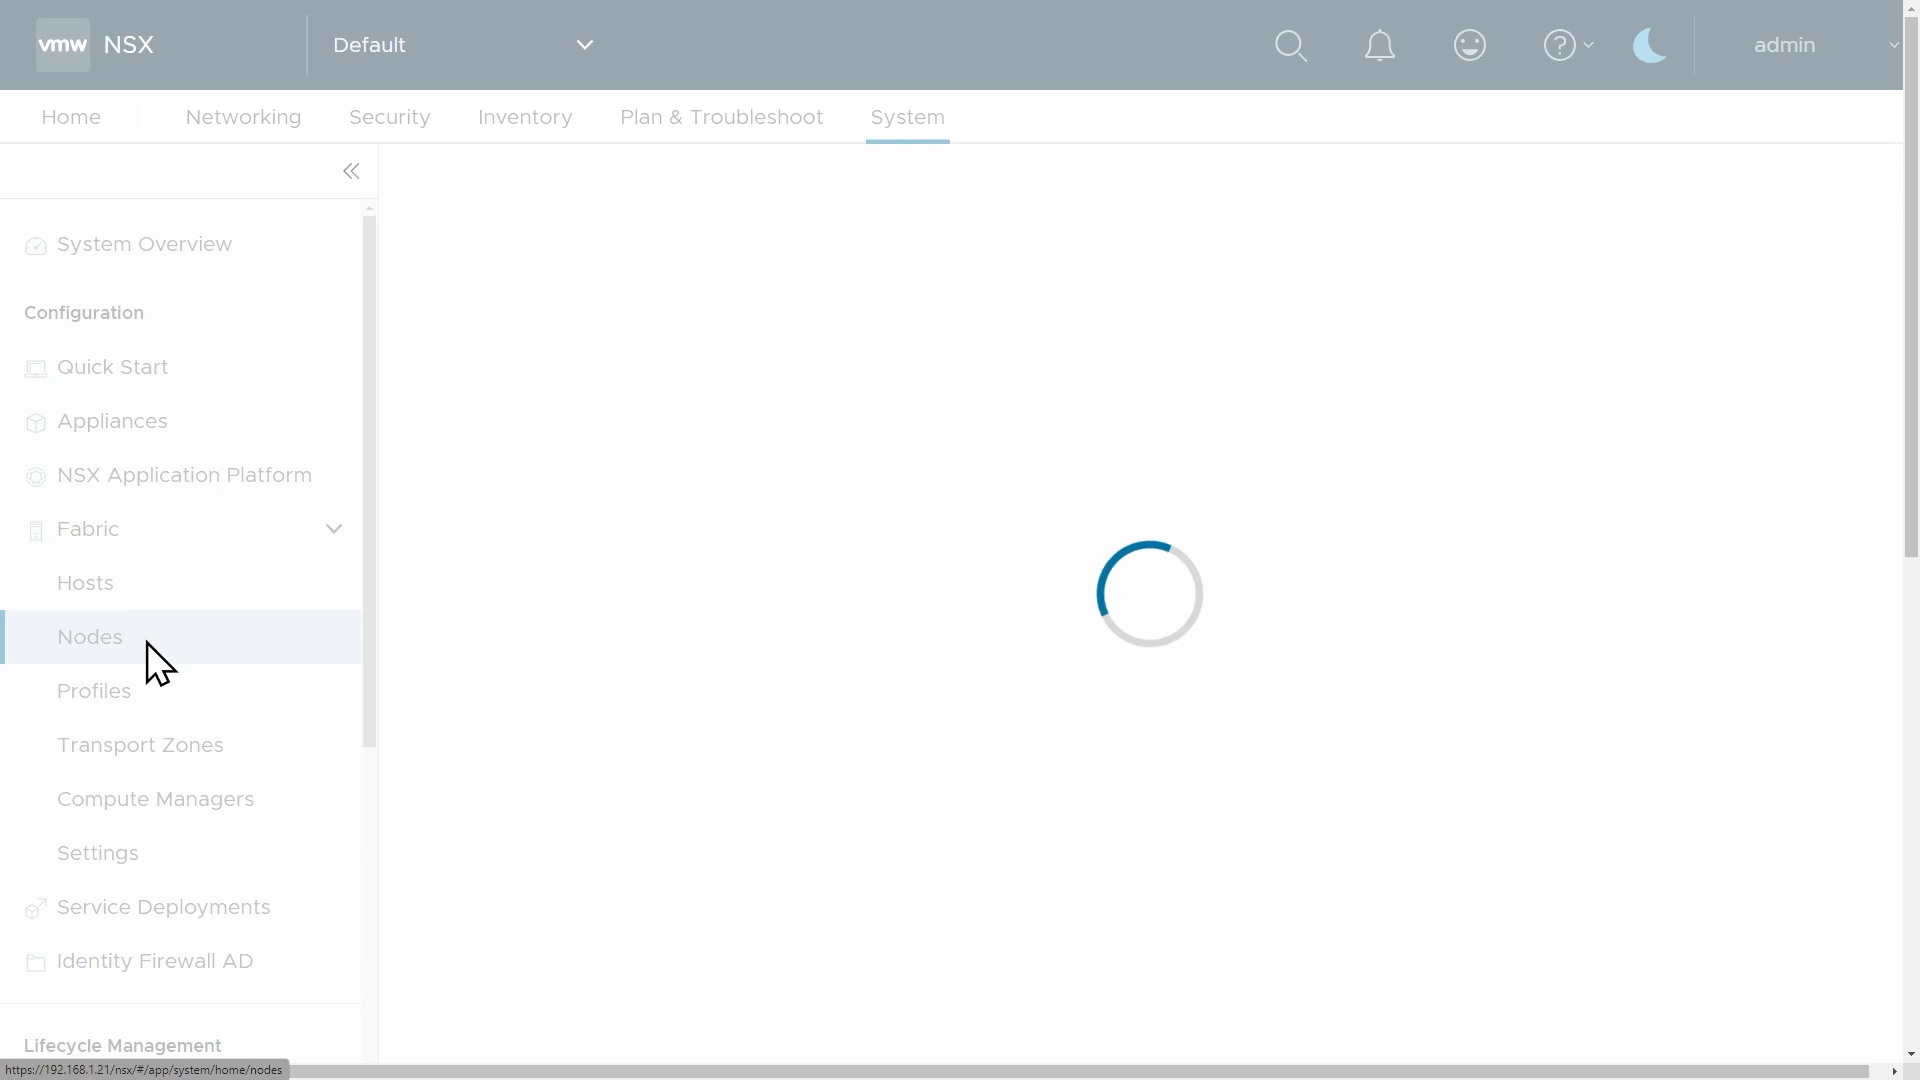 vmw NSX
Default
admin
Home
Networking
Security
Inventory
Plan & Troubleshoot
System
System Overview
Configuration
Quick Start
Appliances
NSX Application Platform
Fabric
Hosts
Nodes
Profiles
Transport Zones
Compute Managers
Settings
Service Deployments
Identity Firewall AD
Lifecycle Management
https://192.168.1.21/nsx/#/app/system/home/nodes